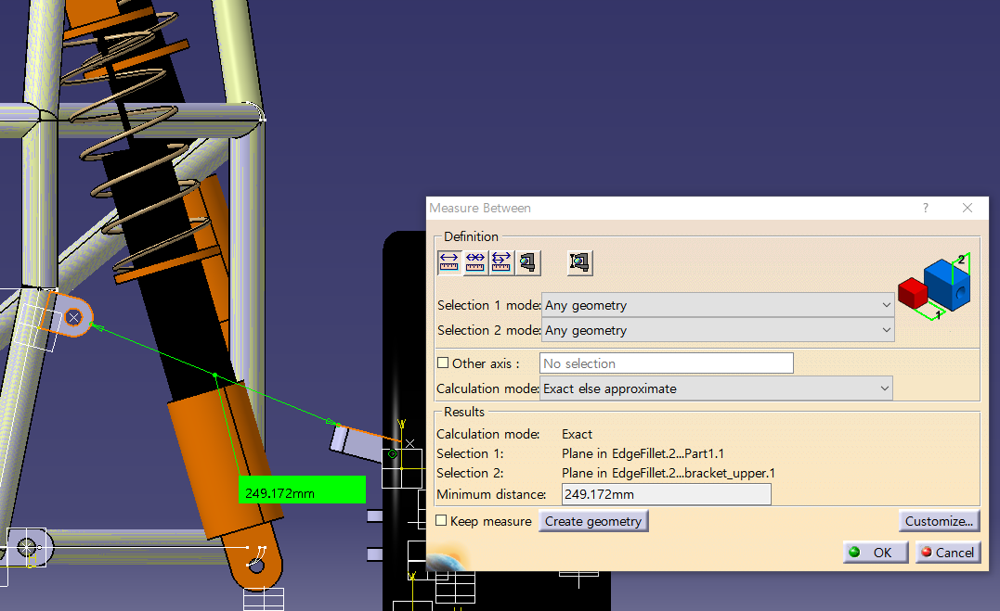 Measure Between
?
Definition
Selection 1 mode: Any geometry
Selection 2 mode: Any geometry
2
1
Other axis : No selection
Calculation mode: Exact else approximate
Results
Calculation mode: Exact
Selection 1: Plane in EdgeFillet.2...Part1.1
Selection 2: Plane in EdgeFillet.2...bracket_upper.1
Minimum distance: 249.172mm
Keep measure Create geometry Customize...
OK Cancel
249.172mm
y
y